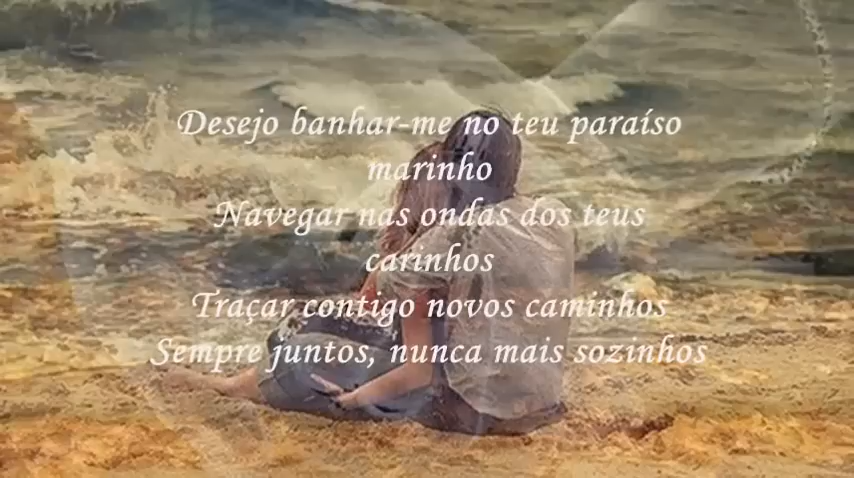 Desejo banhar-me no teu paraíso
marinho
Navegar nas ondas dos teus
carinhos
Traçar contigo novos caminhos
Sempre juntos, nunca mais sozinhos